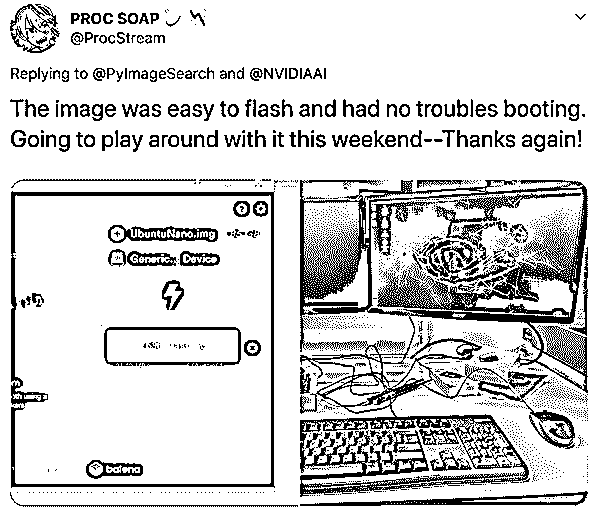 PROC SOAP
@ProcStream
Replying to @PyImageSearch and @NVIDIAAI
The image was easy to flash and had no troubles booting.
Going to play around with it this weekend--Thanks again!
UbuntuNano.img
Generic Device
balena